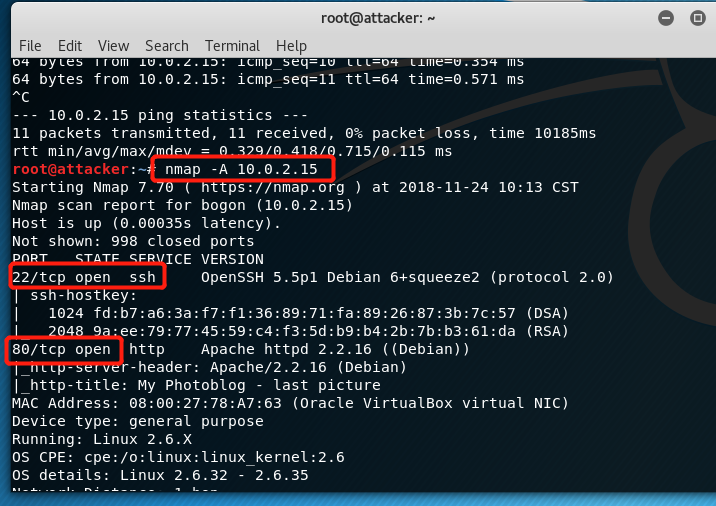 root@attacker: ~
File Edit View Search Terminal Help
64 bytes from 10.0.2.15: icmp_seq=10 ttl=64 time=0.354 ms
64 bytes from 10.0.2.15: icmp_seq=11 ttl=64 time=0.571 ms
^C
--- 10.0.2.15 ping statistics ---
11 packets transmitted, 11 received, 0% packet loss, time 10185ms
rtt min/avg/max/mdev = 0.329/0.418/0.715/0.115 ms
root@attacker:~# nmap -A 10.0.2.15
Starting Nmap 7.70 ( https://nmap.org ) at 2018-11-24 10:13 CST
Nmap scan report for bogon (10.0.2.15)
Host is up (0.00035s latency).
Not shown: 998 closed ports
PORT   STATE SERVICE VERSION
22/tcp open  ssh     OpenSSH 5.5p1 Debian 6+squeeze2 (protocol 2.0)
| ssh-hostkey:
|   1024 fd:b7:a6:3a:f7:f1:36:89:71:fa:89:26:87:3b:7c:57 (DSA)
|_  2048 9a:ee:79:77:45:59:c4:f3:5d:b9:b4:2b:7b:b3:61:da (RSA)
80/tcp open  http    Apache httpd 2.2.16 ((Debian))
|_http-server-header: Apache/2.2.16 (Debian)
|_http-title: My Photoblog - last picture
MAC Address: 08:00:27:78:A7:63 (Oracle VirtualBox virtual NIC)
Device type: general purpose
Running: Linux 2.6.X
OS CPE: cpe:/o:linux:linux_kernel:2.6
OS details: Linux 2.6.32 - 2.6.35
Network Distance: 1 hop